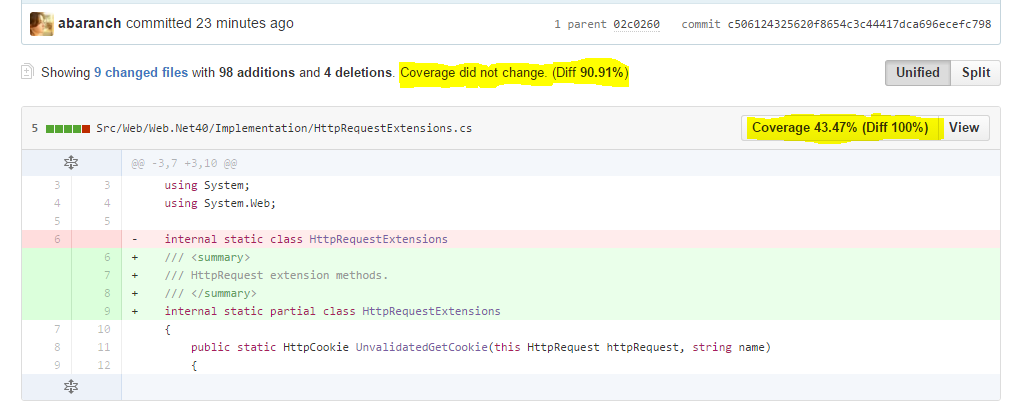 abaranch committed 23 minutes ago 1 parent 02c0260 commit c506124325620f8654c3c44417dca696ecefc798
Showing 9 changed files with 98 additions and 4 deletions. Coverage did not change. (Diff 90.91%) Unified Split
5 Src/Web/Web.Net40/Implementation/HttpRequestExtensions.cs Coverage 43.47% (Diff 100%) View
@@ -3,7 +3,10 @@
3 3 using System;
4 4 using System.Web;
5 5
6 - internal static class HttpRequestExtensions
6 + /// <summary>
7 + /// HttpRequest extension methods.
8 + /// </summary>
9 + internal static partial class HttpRequestExtensions
7 10 {
8 11 public static HttpCookie UnvalidatedGetCookie(this HttpRequest httpRequest, string name)
9 12 {